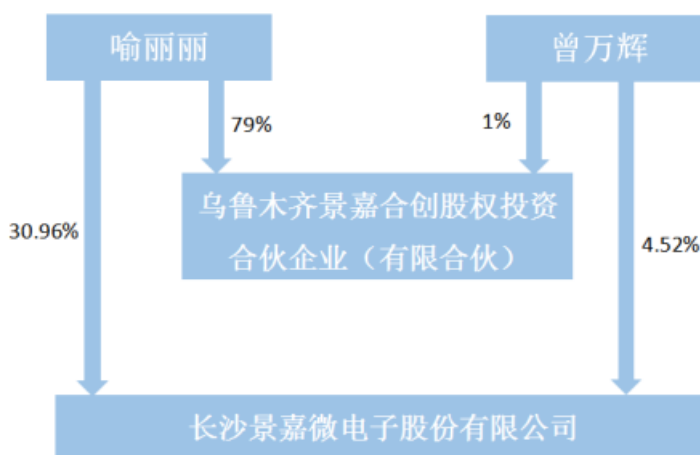 喻丽丽
曾万辉
79%
1%
乌鲁木齐景嘉合创股权投资
合伙企业（有限合伙）
30.96%
4.52%
长沙景嘉微电子股份有限公司